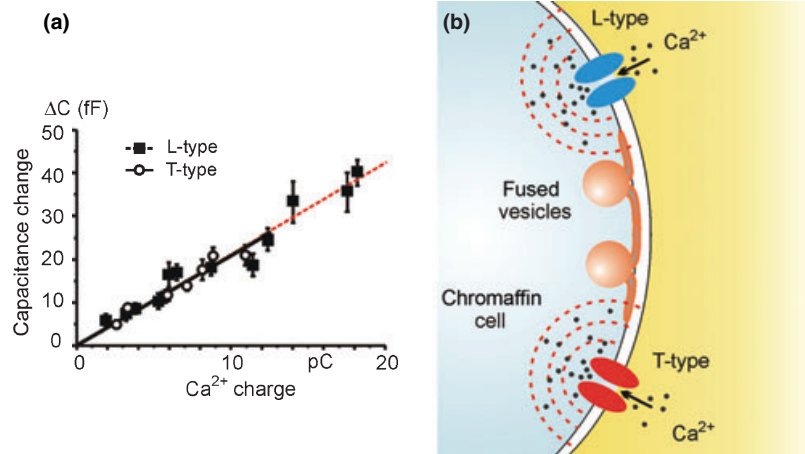 (a)
ΔC (fF)
Capacitance change
50
40
30
20
10
0
L-type
T-type
0
10
pC
20
Ca²⁺ charge
(b)
L-type
Ca²⁺
Fused
vesicles
Chromaffin
cell
T-type
Ca²⁺